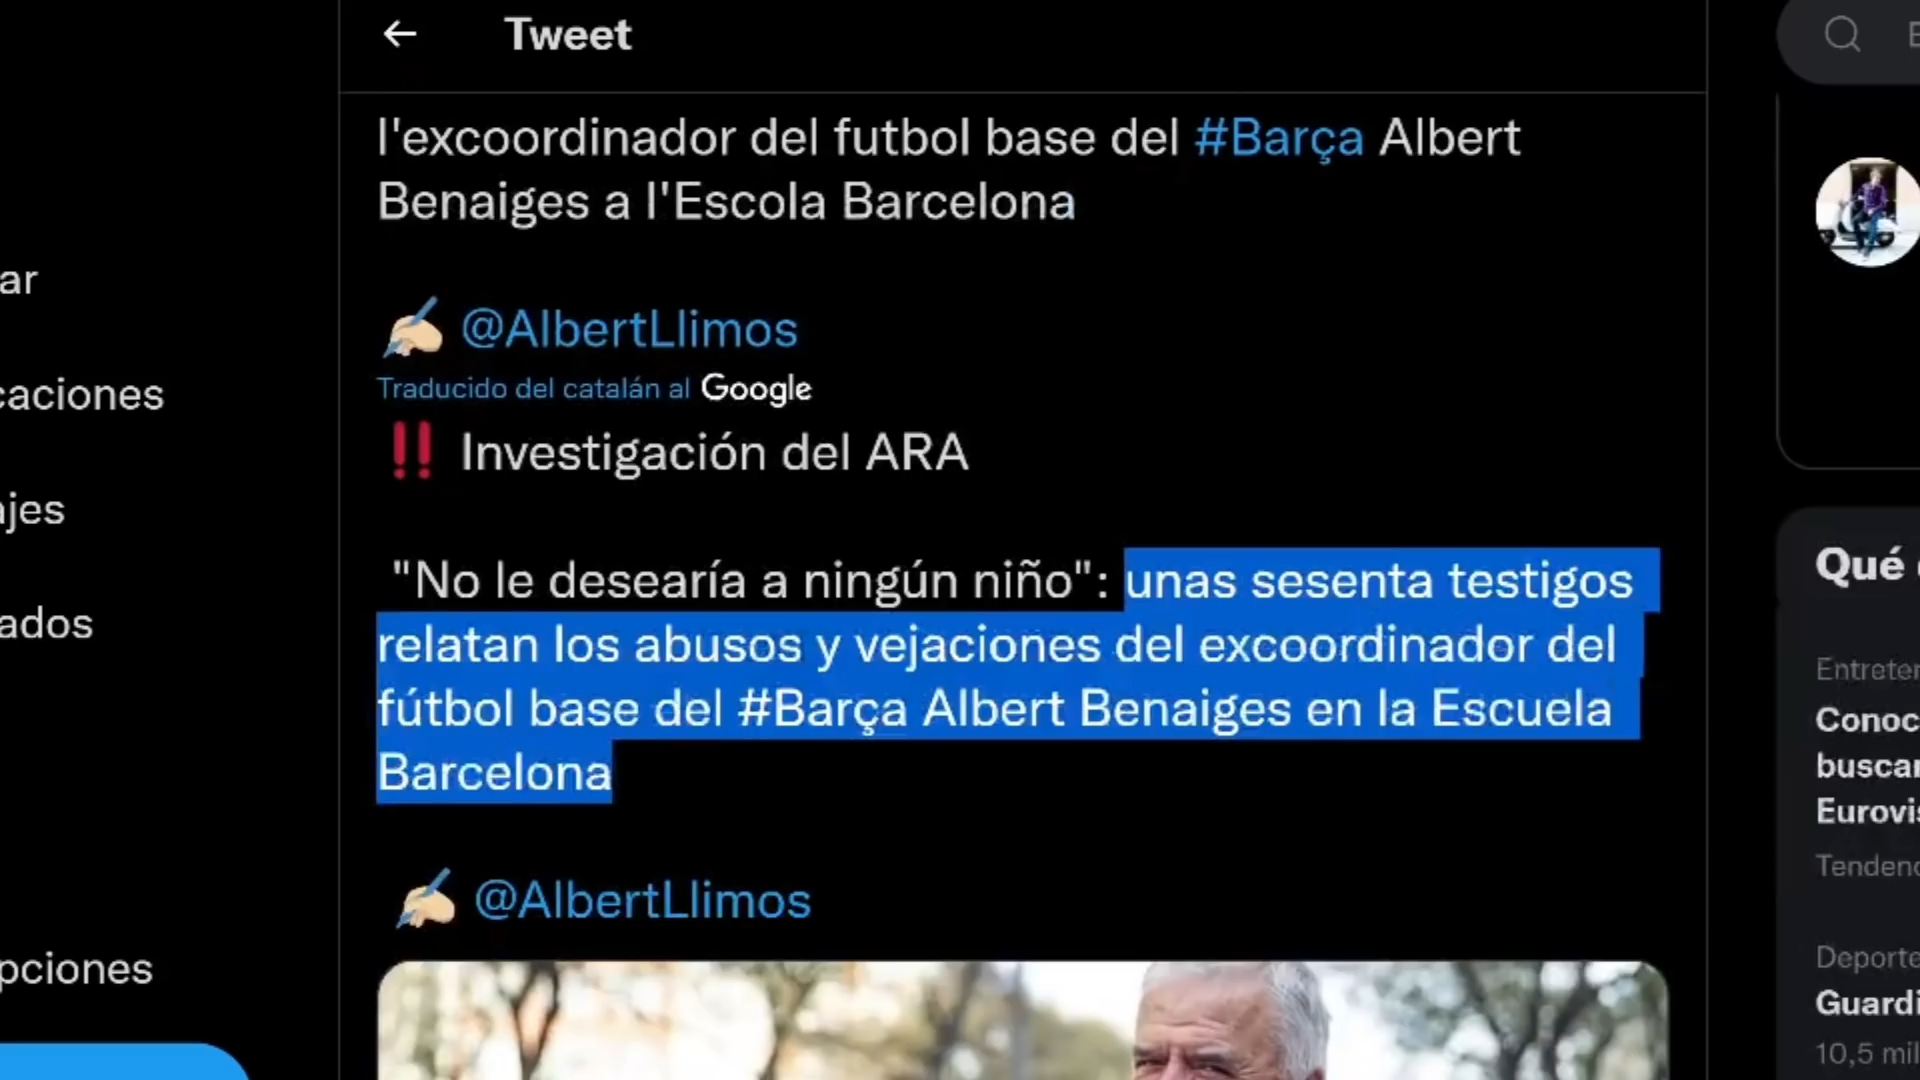 Tweet
l'excoordinador del futbol base del #Barça Albert
Benaiges a l'Escola Barcelona
@AlbertLlimos
Traducido del catalán al Google
‼ Investigación del ARA
"No le desearía a ningún niño": unas sesenta testigos
relatan los abusos y vejaciones del excoordinador del
fútbol base del #Barça Albert Benaiges en la Escuela
Barcelona
@AlbertLlimos
ar
caciones
ajes
ados
pciones
Qué
Entreter
Conoc
buscar
Eurovis
Tendenc
Deporte
Guardi
10,5 mil